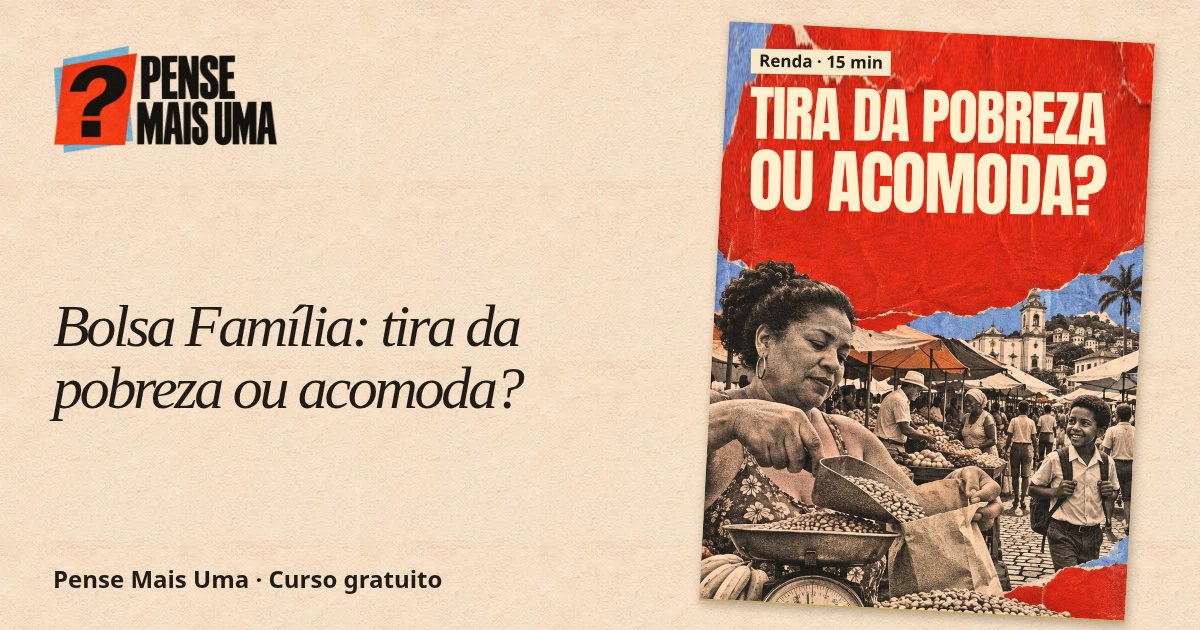 ?
PENSE
MAIS UMA
Bolsa Família: tira da
pobreza ou acomoda?
Pense Mais Uma · Curso gratuito
Renda · 15 min
TIRA DA POBREZA
OU ACOMODA?